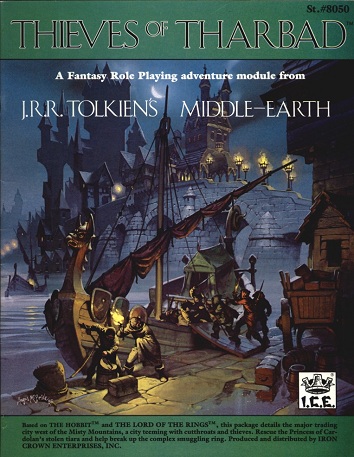 St.#8050
THIEVES OF THARBAD™
A Fantasy Role Playing adventure module from
J.R.R. TOLKIEN'S MIDDLE-EARTH
I.C.E.
Based on THE HOBBIT™ and THE LORD OF THE RINGS™, this package details the major trading
city west of the Misty Mountains, a city teeming with cutthroats and thieves. Rescue the Princess of Car-
dolan's stolen tiara and help break up the complex smuggling ring. Produced and distributed by IRON
CROWN ENTERPRISES, INC.